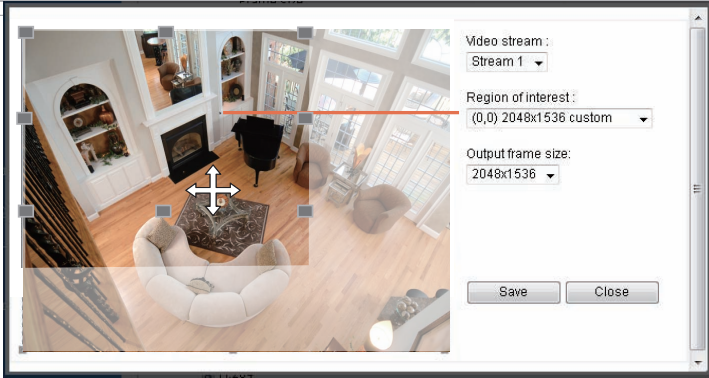 Video stream :
Stream 1
Region of interest :
(0,0) 2048x1536 custom
Output frame size:
2048x1536
Save
Close